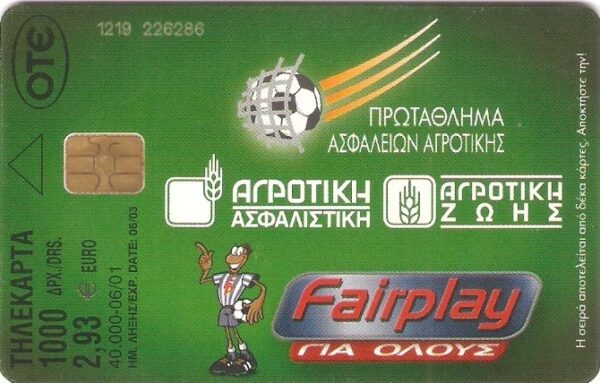 1219 226286
ΟΤΕ
ΠΡΩΤΑΘΛΗΜΑ
ΑΣΦΑΛΕΙΩΝ ΑΓΡΟΤΙΚΗΣ
ΑΓΡΟΤΙΚΗ
ΑΣΦΑΛΙΣΤΙΚΗ
ΑΓΡΟΤΙΚΗ
ΖΩΗΣ
Fairplay
ΓΙΑ ΟΛΟΥΣ
ΤΗΛΕΚΑΡΤΑ
1000 ΔΡΧ./DRS.
2,93 € EURO
40.000-06/01
ΗΜ. ΛΗΞΗΣ/EXP. DATE: 06/03
Η σειρά αποτελείται από δέκα κάρτες. Αποκτήστε την!